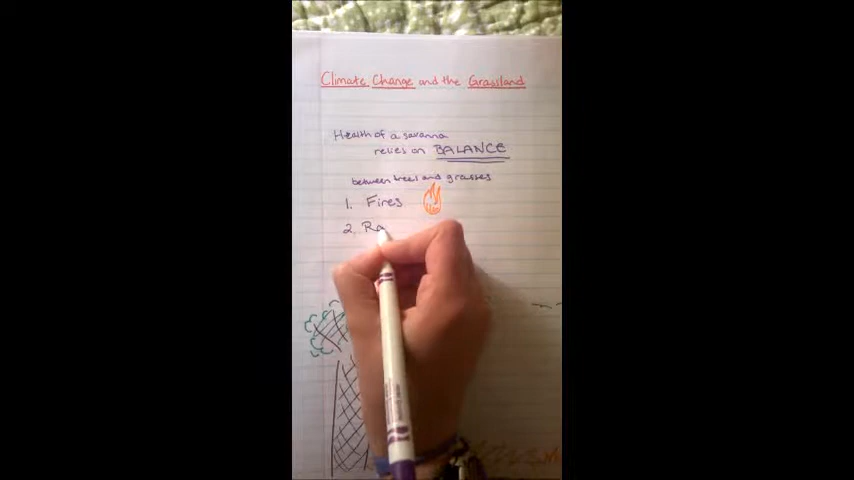 Climate Change and the Grassland
Health of a savanna
relies on BALANCE
between trees and grasses
1. Fires
2. Ra